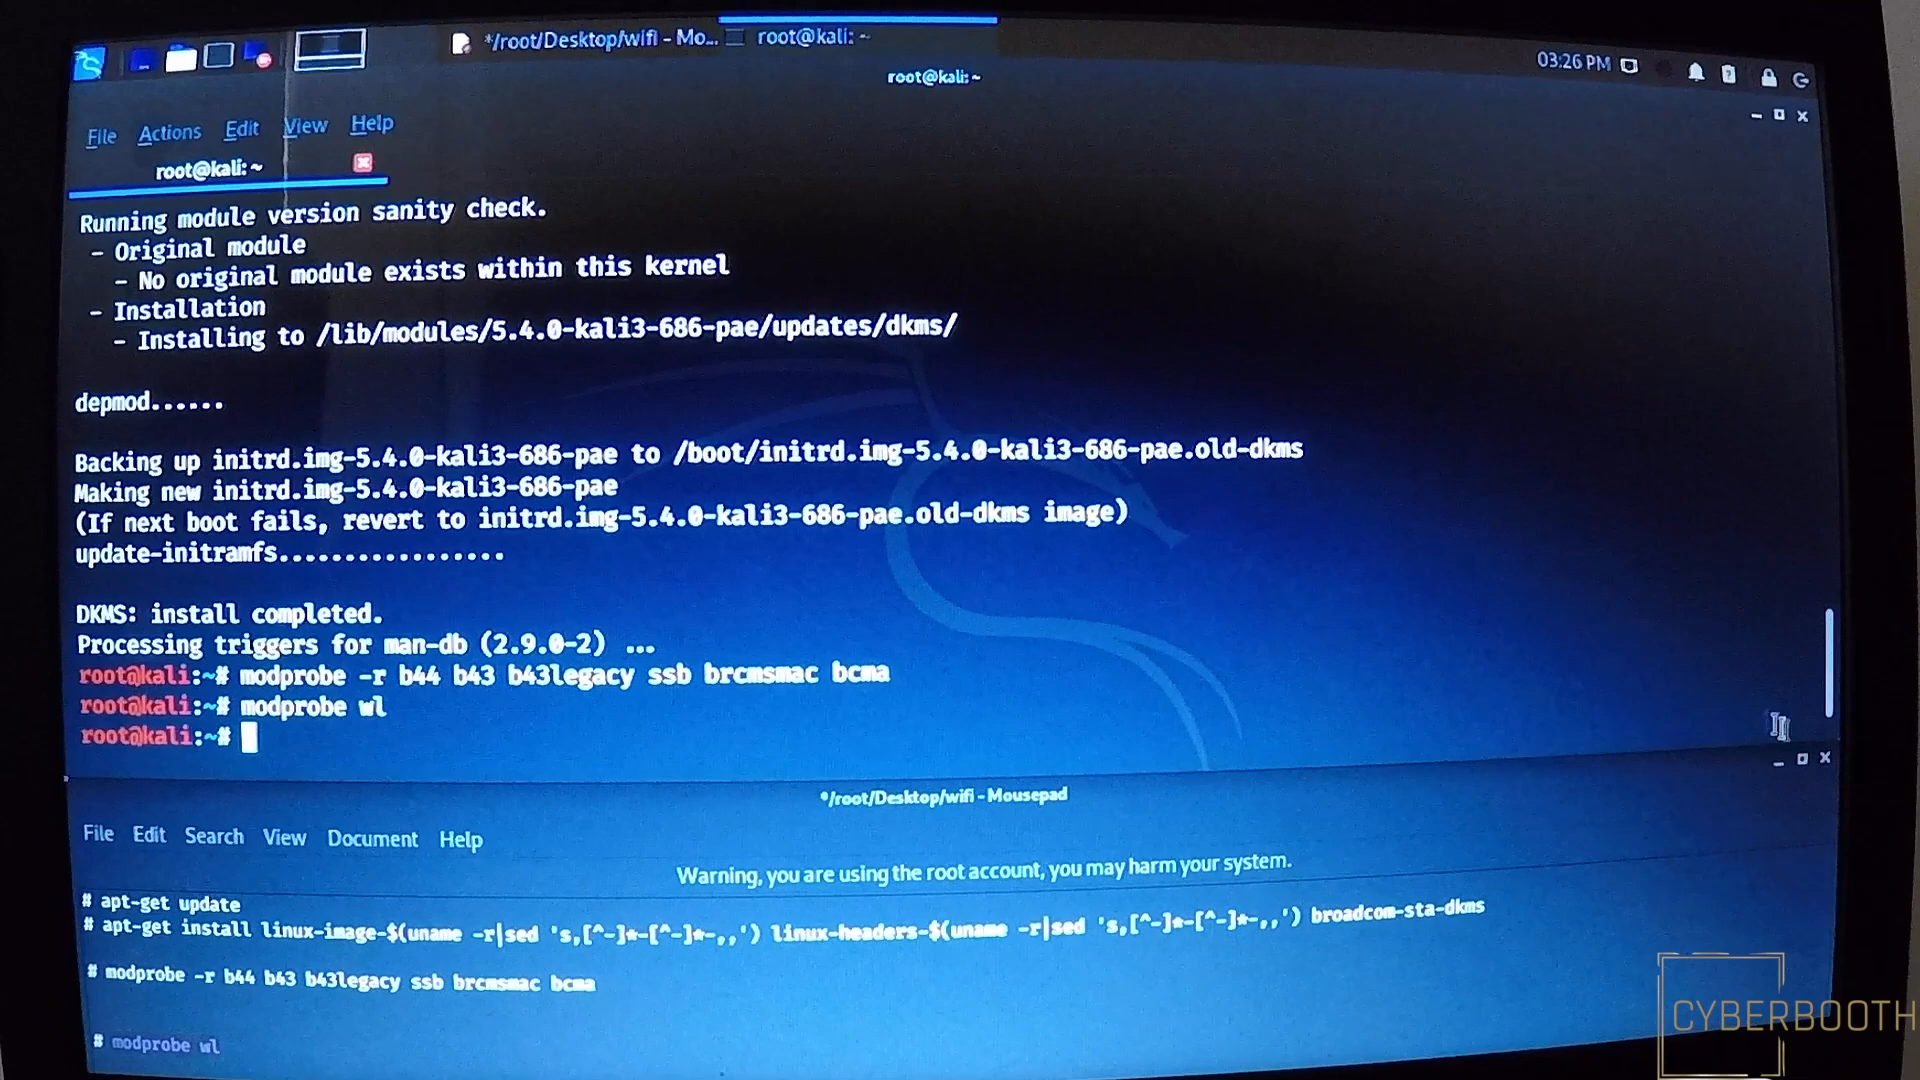 */root/Desktop/wifi - Mo...
root@kali: ~
03:26 PM
root@kali: ~
File Actions Edit View Help
root@kali: ~
Running module version sanity check.
- Original module
- No original module exists within this kernel
- Installation
- Installing to /lib/modules/5.4.0-kali3-686-pae/updates/dkms/
depmod......
Backing up initrd.img-5.4.0-kali3-686-pae to /boot/initrd.img-5.4.0-kali3-686-pae.old-dkms
Making new initrd.img-5.4.0-kali3-686-pae
(If next boot fails, revert to initrd.img-5.4.0-kali3-686-pae.old-dkms image)
update-initramfs.................
DKMS: install completed.
Processing triggers for man-db (2.9.0-2) ...
root@kali:~# modprobe -r b44 b43 b43legacy ssb brcmsmac bcma
root@kali:~# modprobe wl
root@kali:~#
*/root/Desktop/wifi - Mousepad
File Edit Search View Document Help
Warning, you are using the root account, you may harm your system.
# apt-get update
# apt-get install linux-image-$(uname -r|sed 's,[^-]*-[^-]*-,,') linux-headers-$(uname -r|sed 's,[^-]*-[^-]*-,,') broadcom-sta-dkms
# modprobe -r b44 b43 b43legacy ssb brcmsmac bcma
# modprobe wl
CYBERBOOTH